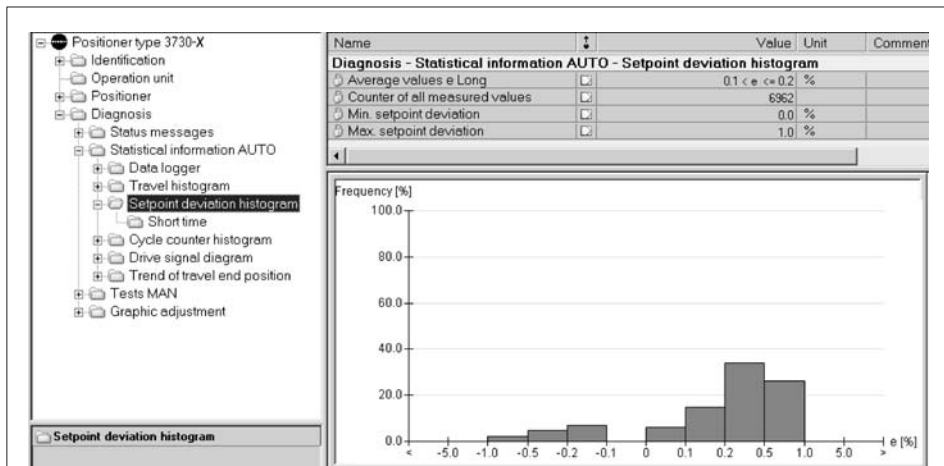 Positioner type 3730-X
Identification
Operation unit
Positioner
Diagnosis
Status messages
Statistical information AUTO
Data logger
Travel histogram
Setpoint deviation histogram
Short time
Cycle counter histogram
Drive signal diagram
Trend of travel end position
Tests MAN
Graphic adjustment
Setpoint deviation histogram
Name Value Unit Comment
Diagnosis - Statistical information AUTO - Setpoint deviation histogram
Average values e Long 0.1 < e <= 0.2 %
Counter of all measured values 6962
Min. setpoint deviation 0.0 %
Max. setpoint deviation 1.0 %
Frequency [%]
100.0
80.0
60.0
40.0
20.0
0.0
< -5.0 -1.0 -0.5 -0.2 -0.1 0 0.1 0.2 0.5 1.0 5.0 > e [%]